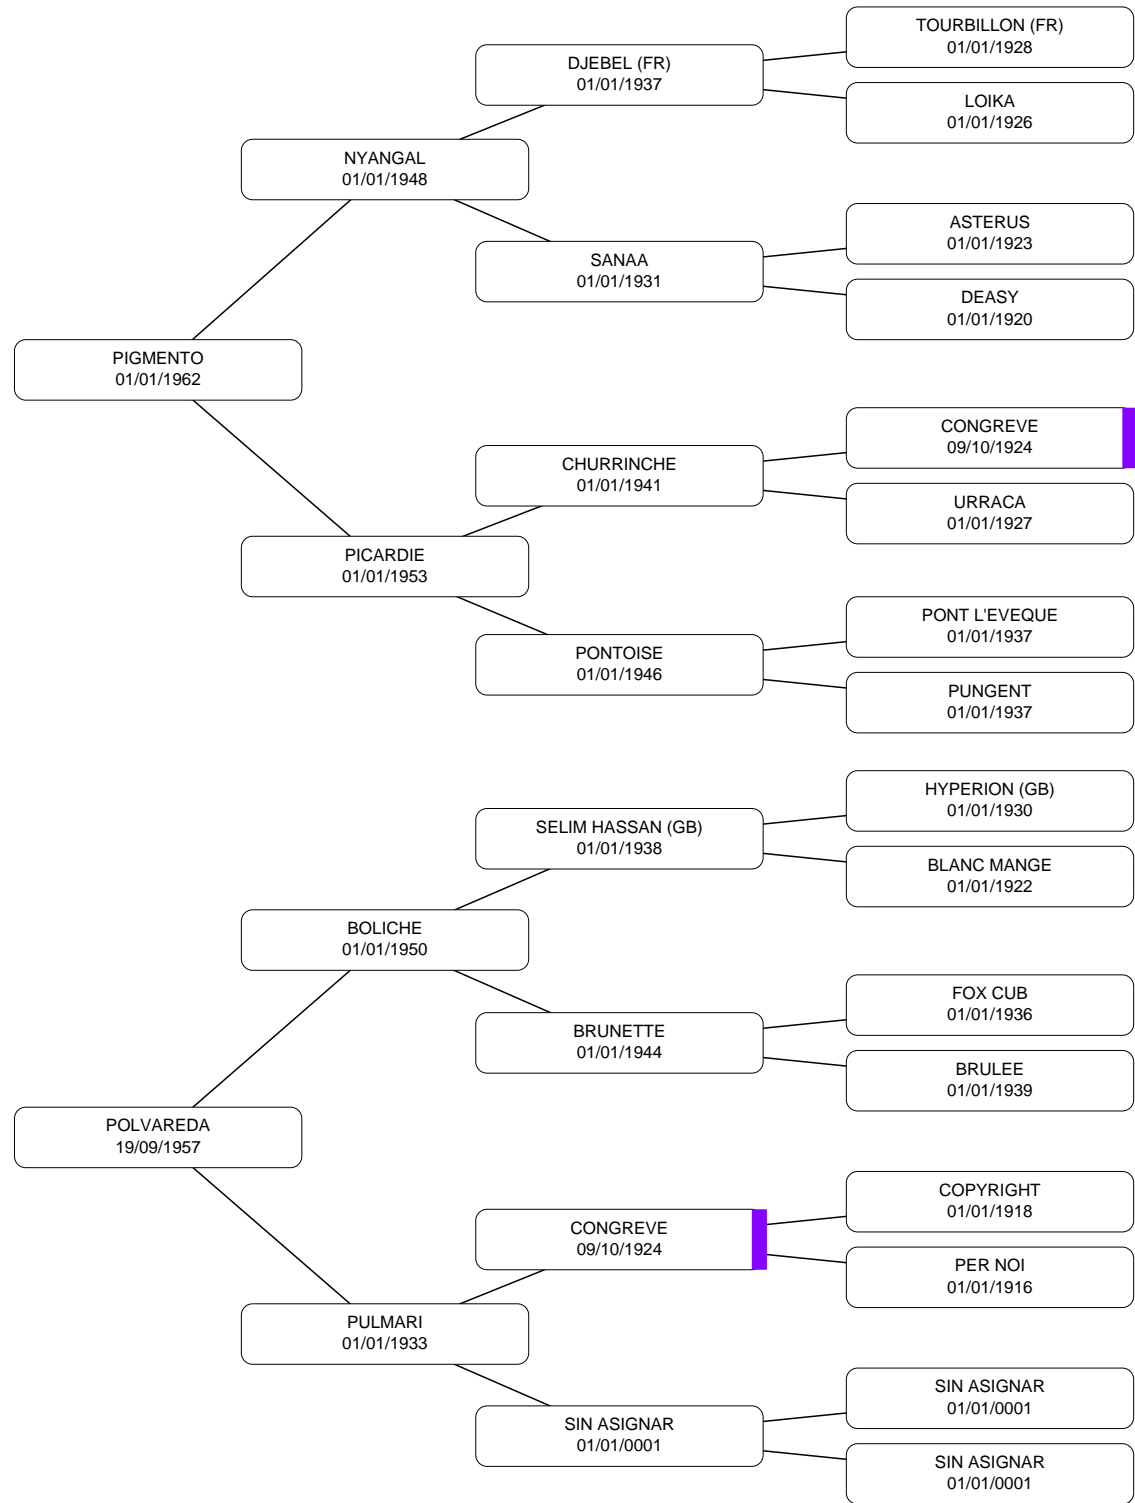 TOURBILLON (FR)
01/01/1928
DJEBEL (FR)
01/01/1937
LOIKA
01/01/1926
NYANGAL
01/01/1948
ASTERUS
01/01/1923
SANAA
01/01/1931
DEASY
01/01/1920
PIGMENTO
01/01/1962
CONGREVE
09/10/1924
CHURRINCHE
01/01/1941
URRACA
01/01/1927
PICARDIE
01/01/1953
PONT L'EVEQUE
01/01/1937
PONTOISE
01/01/1946
PUNGENT
01/01/1937
HYPERION (GB)
01/01/1930
SELIM HASSAN (GB)
01/01/1938
BLANC MANGE
01/01/1922
BOLICHE
01/01/1950
FOX CUB
01/01/1936
BRUNETTE
01/01/1944
BRULEE
01/01/1939
POLVAREDA
19/09/1957
COPYRIGHT
01/01/1918
CONGREVE
09/10/1924
PER NOI
01/01/1916
PULMARI
01/01/1933
SIN ASIGNAR
01/01/0001
SIN ASIGNAR
01/01/0001
SIN ASIGNAR
01/01/0001